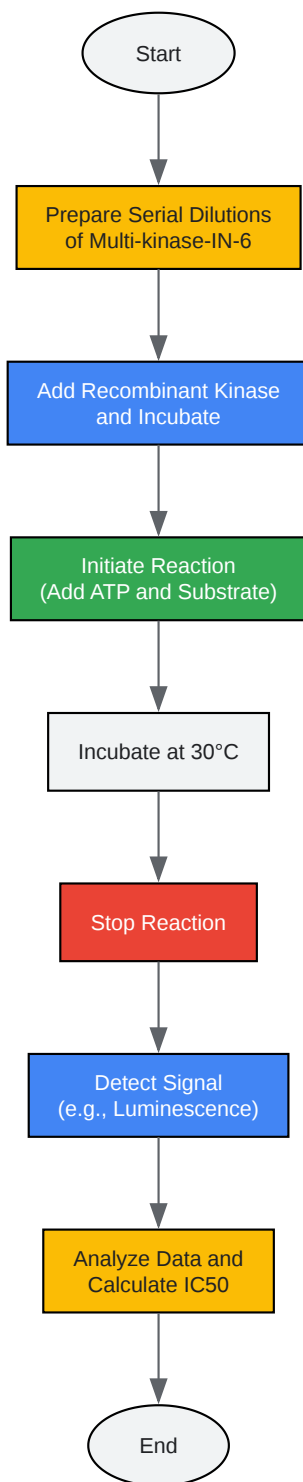 Start
Prepare Serial Dilutions
of Multi-kinase-IN-6
Add Recombinant Kinase
and Incubate
Initiate Reaction
(Add ATP and Substrate)
Incubate at 30°C
Stop Reaction
Detect Signal
(e.g., Luminescence)
Analyze Data and
Calculate IC50
End